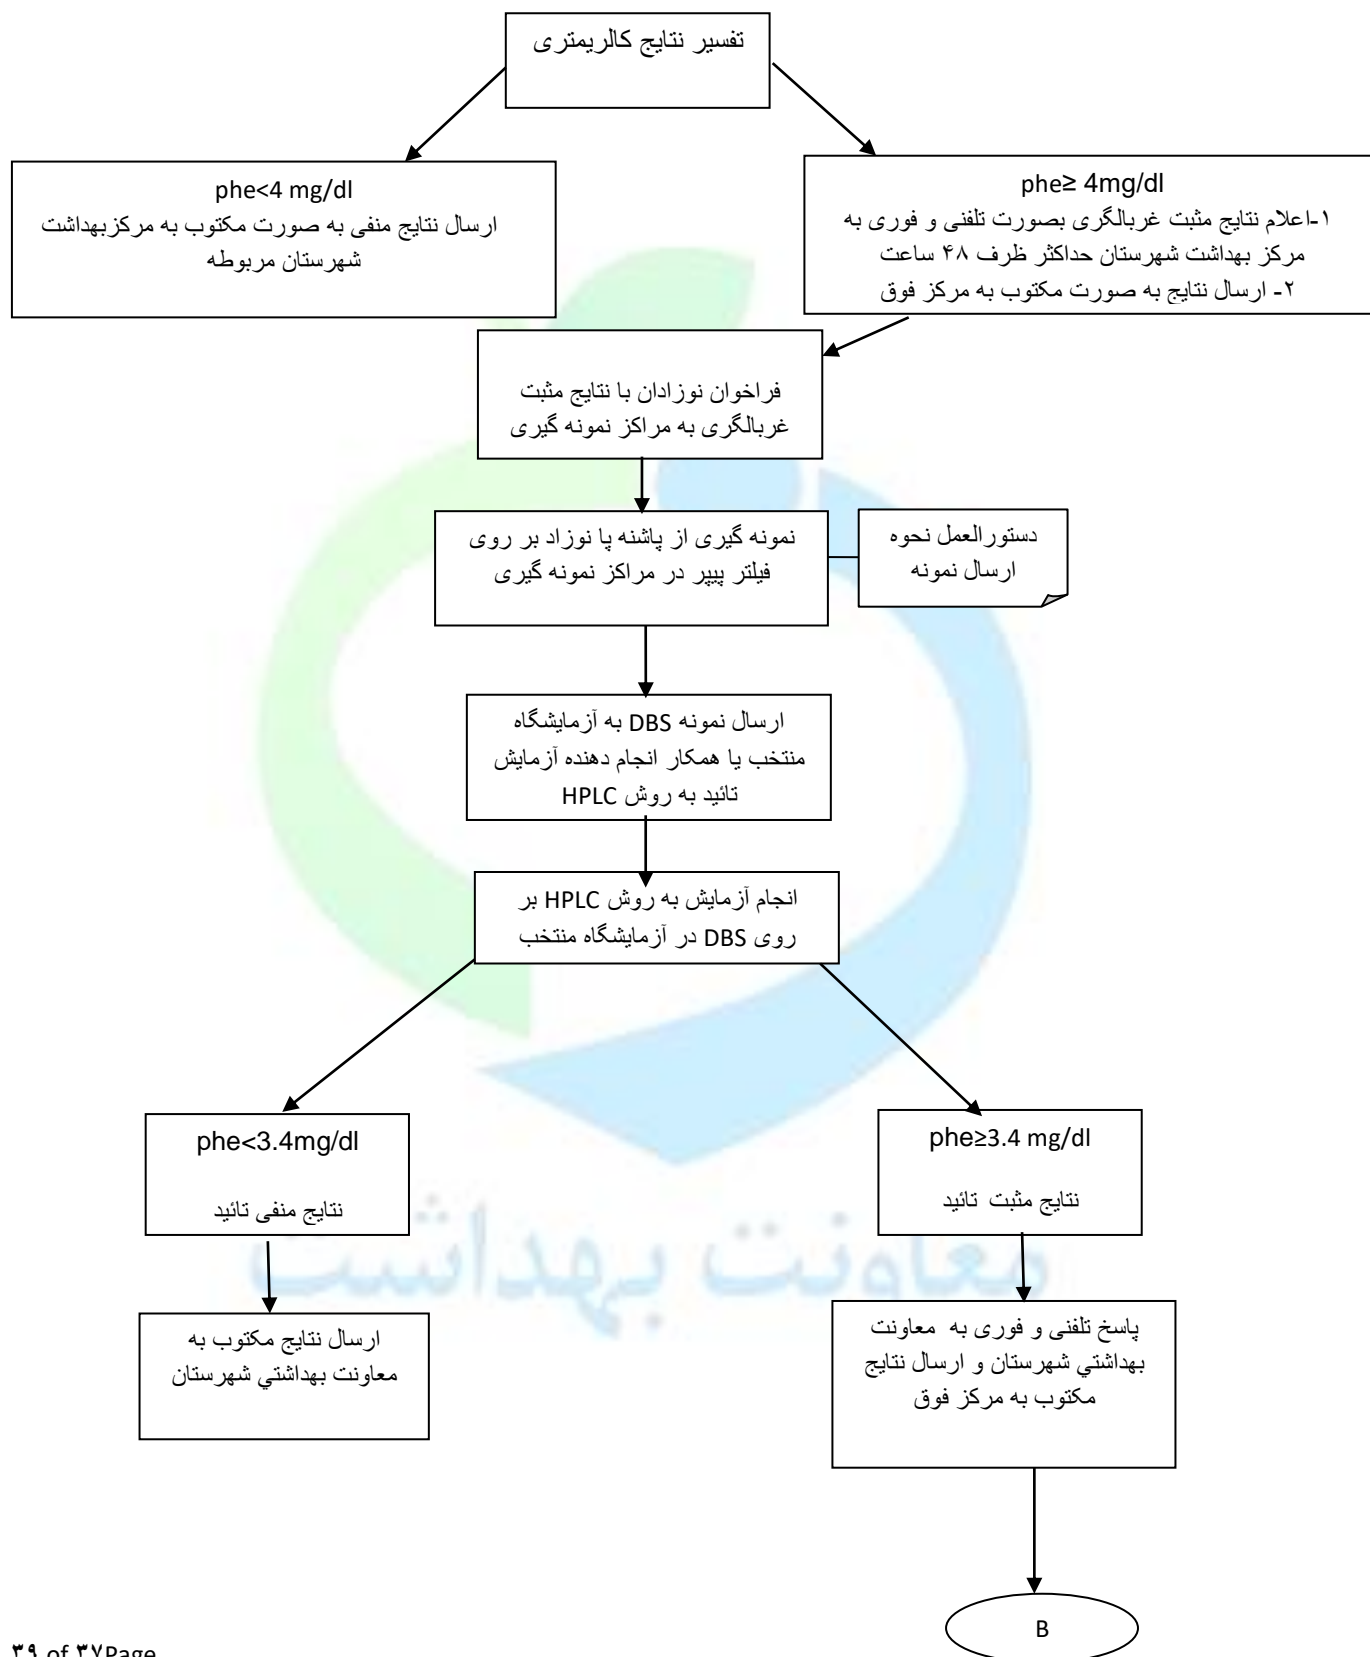 تفسیر نتایج کالریمتری
phe≥ 4mg/dl
۱-اعلام نتایج مثبت غربالگری بصورت تلفنی و فوری به
مرکز بهداشت شهرستان حداکثر ظرف ۴۸ ساعت
۲- ارسال نتایج به صورت مکتوب به مرکز فوق
phe<4 mg/dl
ارسال نتایج منفی به صورت مکتوب به مرکزبهداشت
شهرستان مربوطه
فراخوان نوزادان با نتایج مثبت
غربالگری به مراکز نمونه گیری
نمونه گیری از پاشنه پا نوزاد بر روی
فیلتر پیپر در مراکز نمونه گیری
دستورالعمل نحوه
ارسال نمونه
ارسال نمونه DBS به آزمایشگاه
منتخب یا همکار انجام دهنده آزمایش
تائید به روش HPLC
انجام آزمایش به روش HPLC بر
روی DBS در آزمایشگاه منتخب
phe≥3.4 mg/dl
نتایج مثبت تائید
phe<3.4mg/dl
نتایج منفی تائید
معاونت بهداشت
پاسخ تلفنی و فوری به معاونت
بهداشتي شهرستان و ارسال نتایج
مکتوب به مرکز فوق
ارسال نتایج مکتوب به
معاونت بهداشتي شهرستان
B
۳۹ of ۳۷Page